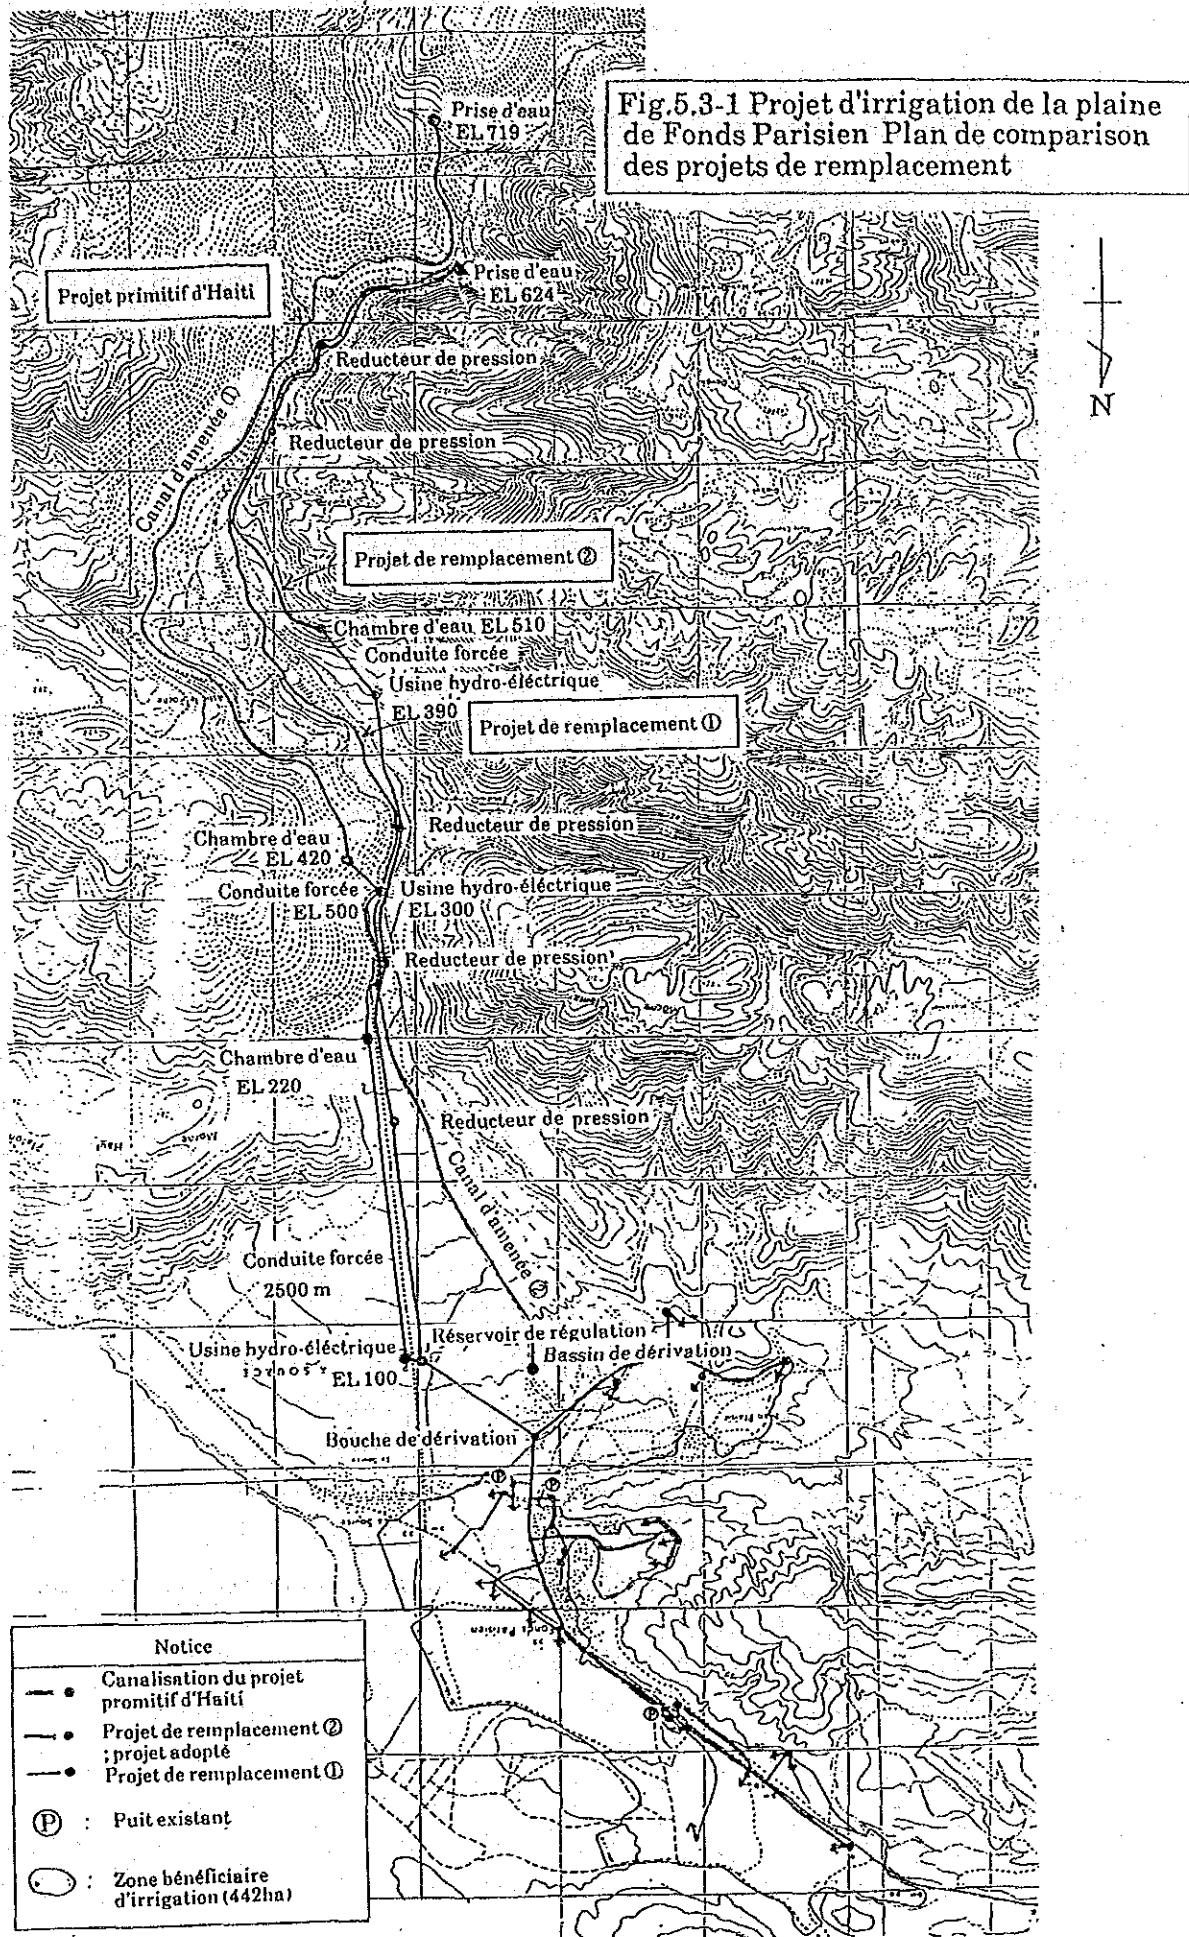 Fig.5.3-1 Projet d'irrigation de la plaine
de Fonds Parisien Plan de comparison
des projets de remplacement
Prise d'eau
EL 719
Prise d'eau
EL 624
Projet primitif d'Haiti
N
Reducteur de pression
Canal d'amenée ①
Reducteur de pression
Projet de remplacement ②
Chambre d'eau EL 510
Conduite forcée
Usine hydro-éléctrique
EL 390
Projet de remplacement ①
Reducteur de pression
Chambre d'eau
EL 420
Conduite forcée
EL 500
Usine hydro-éléctrique
EL 300
Reducteur de pression
Chambre d'eau
EL 220
Reducteur de pression
Canal d'amenée ②
Conduite forcée
2500 m
Réservoir de régulation
Usine hydro-éléctrique
EL 100
Bassin de dérivation
Bouche de dérivation
P
P
Fonds Parisien
P
Notice
Canalisation du projet
promitif d'Haiti
Projet de remplacement ②
; projet adopté
Projet de remplacement ①
P : Puit existant
: Zone bénéficiaire
d'irrigation (442ha)